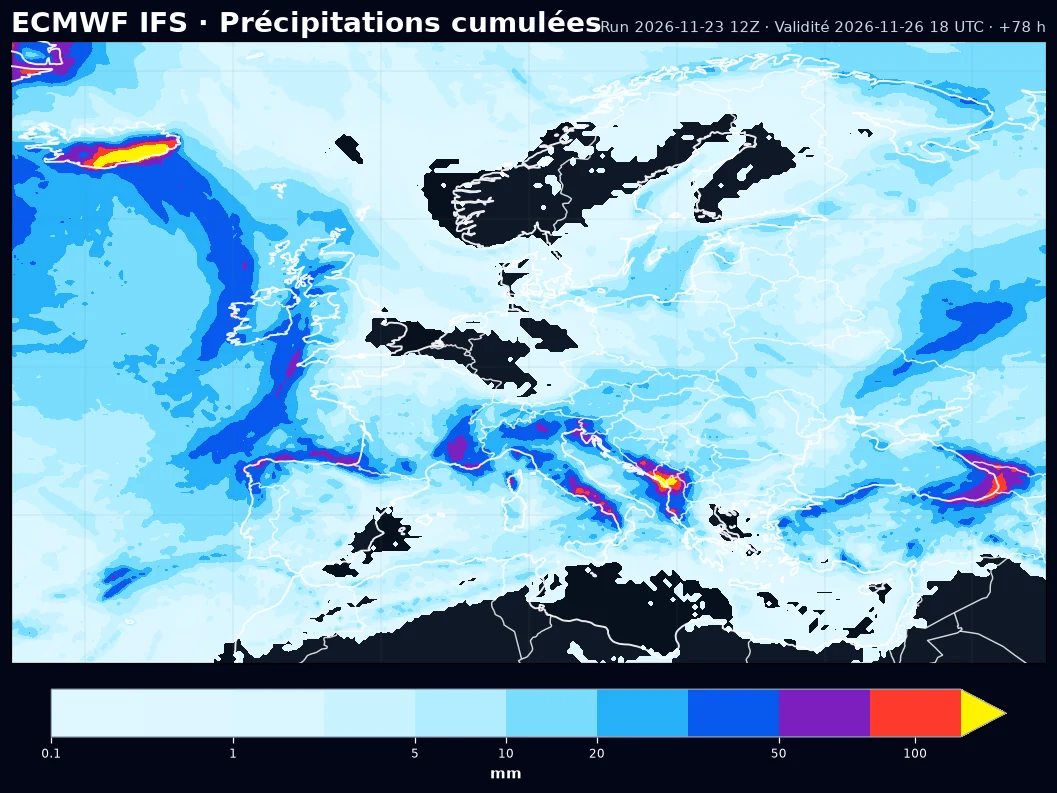 ECMWF IFS · Précipitations cumulées
Run 2026-11-23 12Z · Validité 2026-11-26 18 UTC · +78 h
0.1 1 5 10 20 50 100
mm